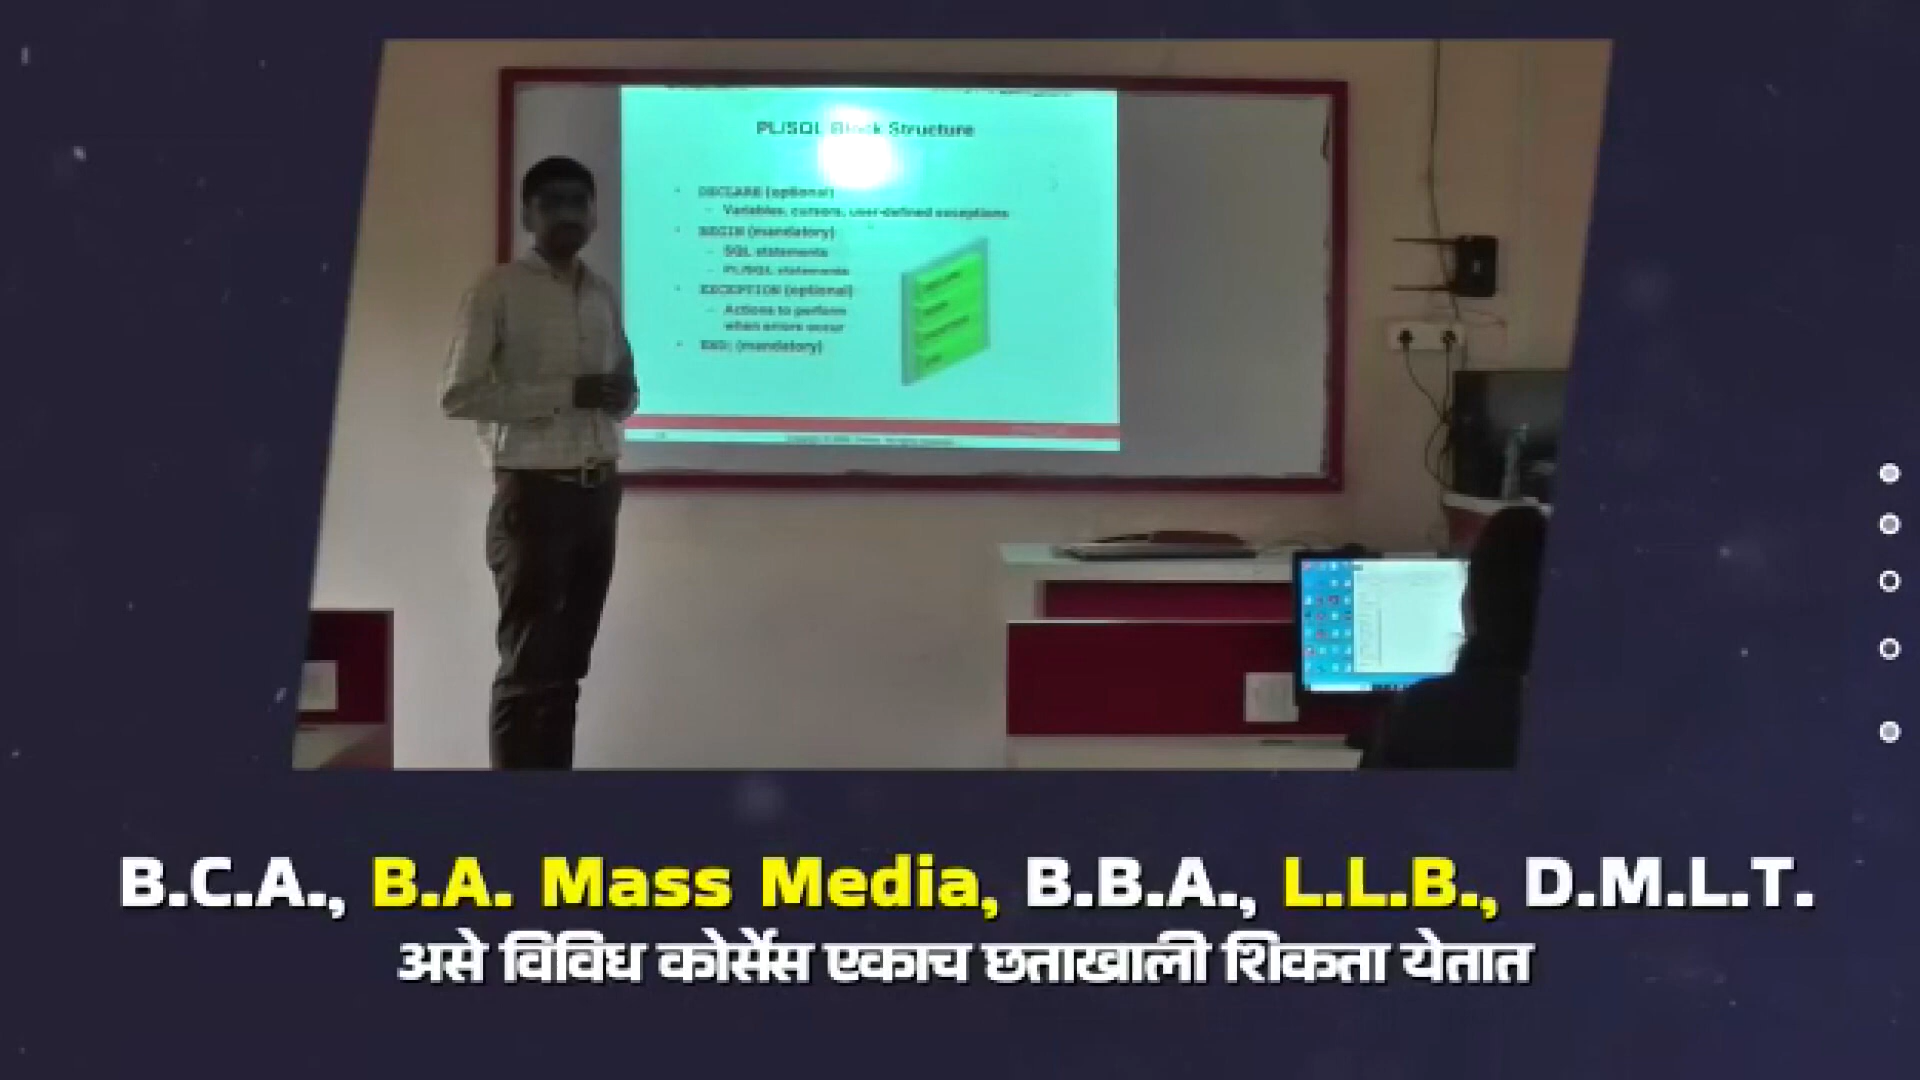 PL/SQL Block Structure
DECLARE (optional)
- Variables, cursors, user-defined exceptions
BEGIN (mandatory)
- SQL statements
- PL/SQL statements
EXCEPTION (optional)
- Actions to perform
when errors occur
END; (mandatory)
B.C.A., B.A. Mass Media, B.B.A., L.L.B., D.M.L.T.
असे विविध कोर्सेस एकाच छताखाली शिकता येतात